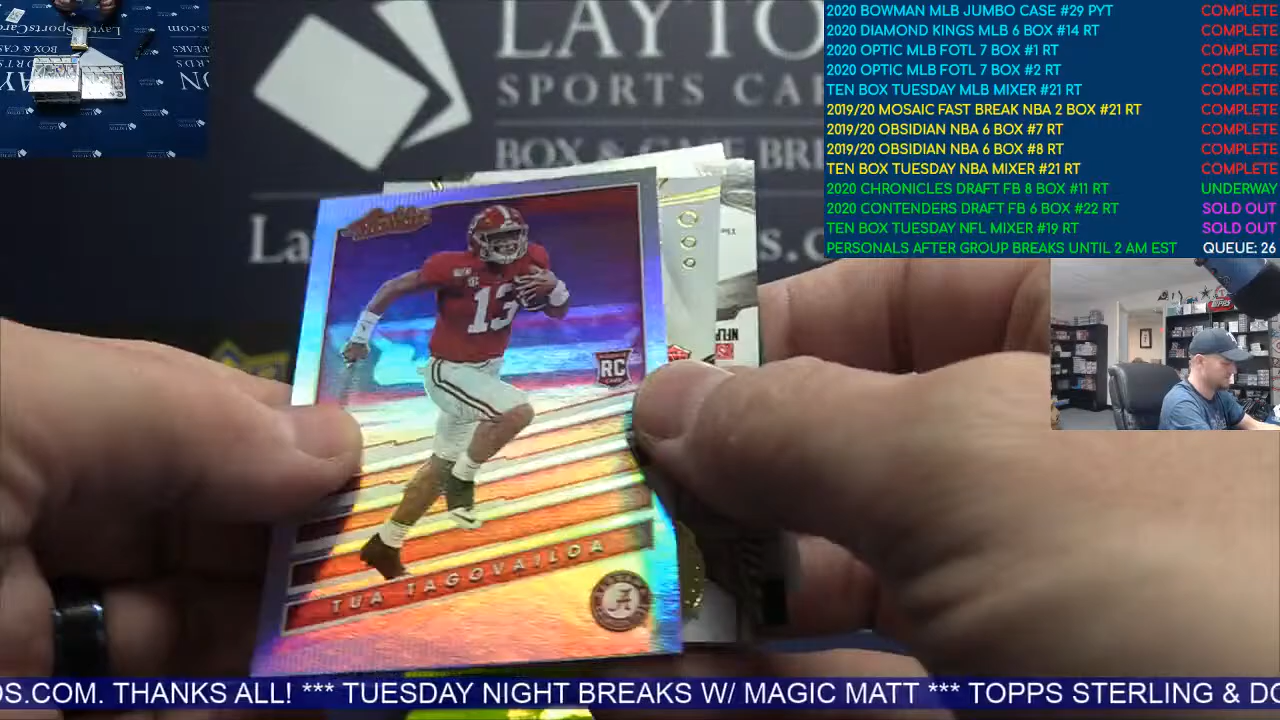 2020 BOWMAN MLB JUMBO CASE #29 PYT COMPLETE
2020 DIAMOND KINGS MLB 6 BOX #14 RT COMPLETE
2020 OPTIC MLB FOTL 7 BOX #1 RT COMPLETE
2020 OPTIC MLB FOTL 7 BOX #2 RT COMPLETE
TEN BOX TUESDAY MLB MIXER #21 RT COMPLETE
2019/20 MOSAIC FAST BREAK NBA 2 BOX #21 RT COMPLETE
2019/20 OBSIDIAN NBA 6 BOX #7 RT COMPLETE
2019/20 OBSIDIAN NBA 6 BOX #8 RT COMPLETE
TEN BOX TUESDAY NBA MIXER #21 RT COMPLETE
2020 CHRONICLES DRAFT FB 8 BOX #11 RT UNDERWAY
2020 CONTENDERS DRAFT FB 6 BOX #22 RT SOLD OUT
TEN BOX TUESDAY NFL MIXER #19 RT SOLD OUT
PERSONALS AFTER GROUP BREAKS UNTIL 2 AM EST QUEUE: 26
LAYTO
SPORTS CA
BOX &
La
s.com
13
RC
TUA TAGOVAILOA
A
NFLP
TOPPS
OS.COM. THANKS ALL! *** TUESDAY NIGHT BREAKS W/ MAGIC MATT *** TOPPS STERLING & DO